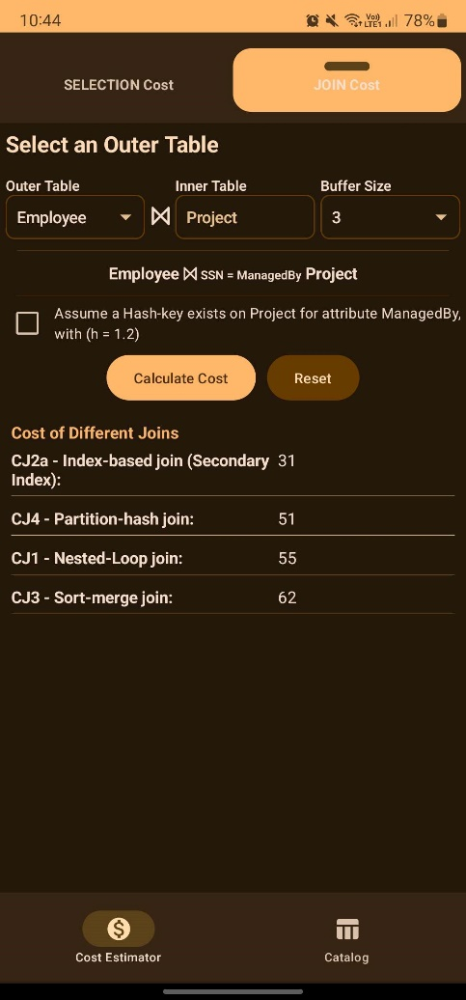 10:44 Vo)) LTE1 78%
SELECTION Cost JOIN Cost
Select an Outer Table
Outer Table Inner Table Buffer Size
Employee ⋈ Project 3
Employee ⋈ SSN = ManagedBy Project
Assume a Hash-key exists on Project for attribute ManagedBy,
with (h = 1.2)
Calculate Cost Reset
Cost of Different Joins
CJ2a - Index-based join (Secondary 31
Index):
CJ4 - Partition-hash join: 51
CJ1 - Nested-Loop join: 55
CJ3 - Sort-merge join: 62
Cost Estimator Catalog